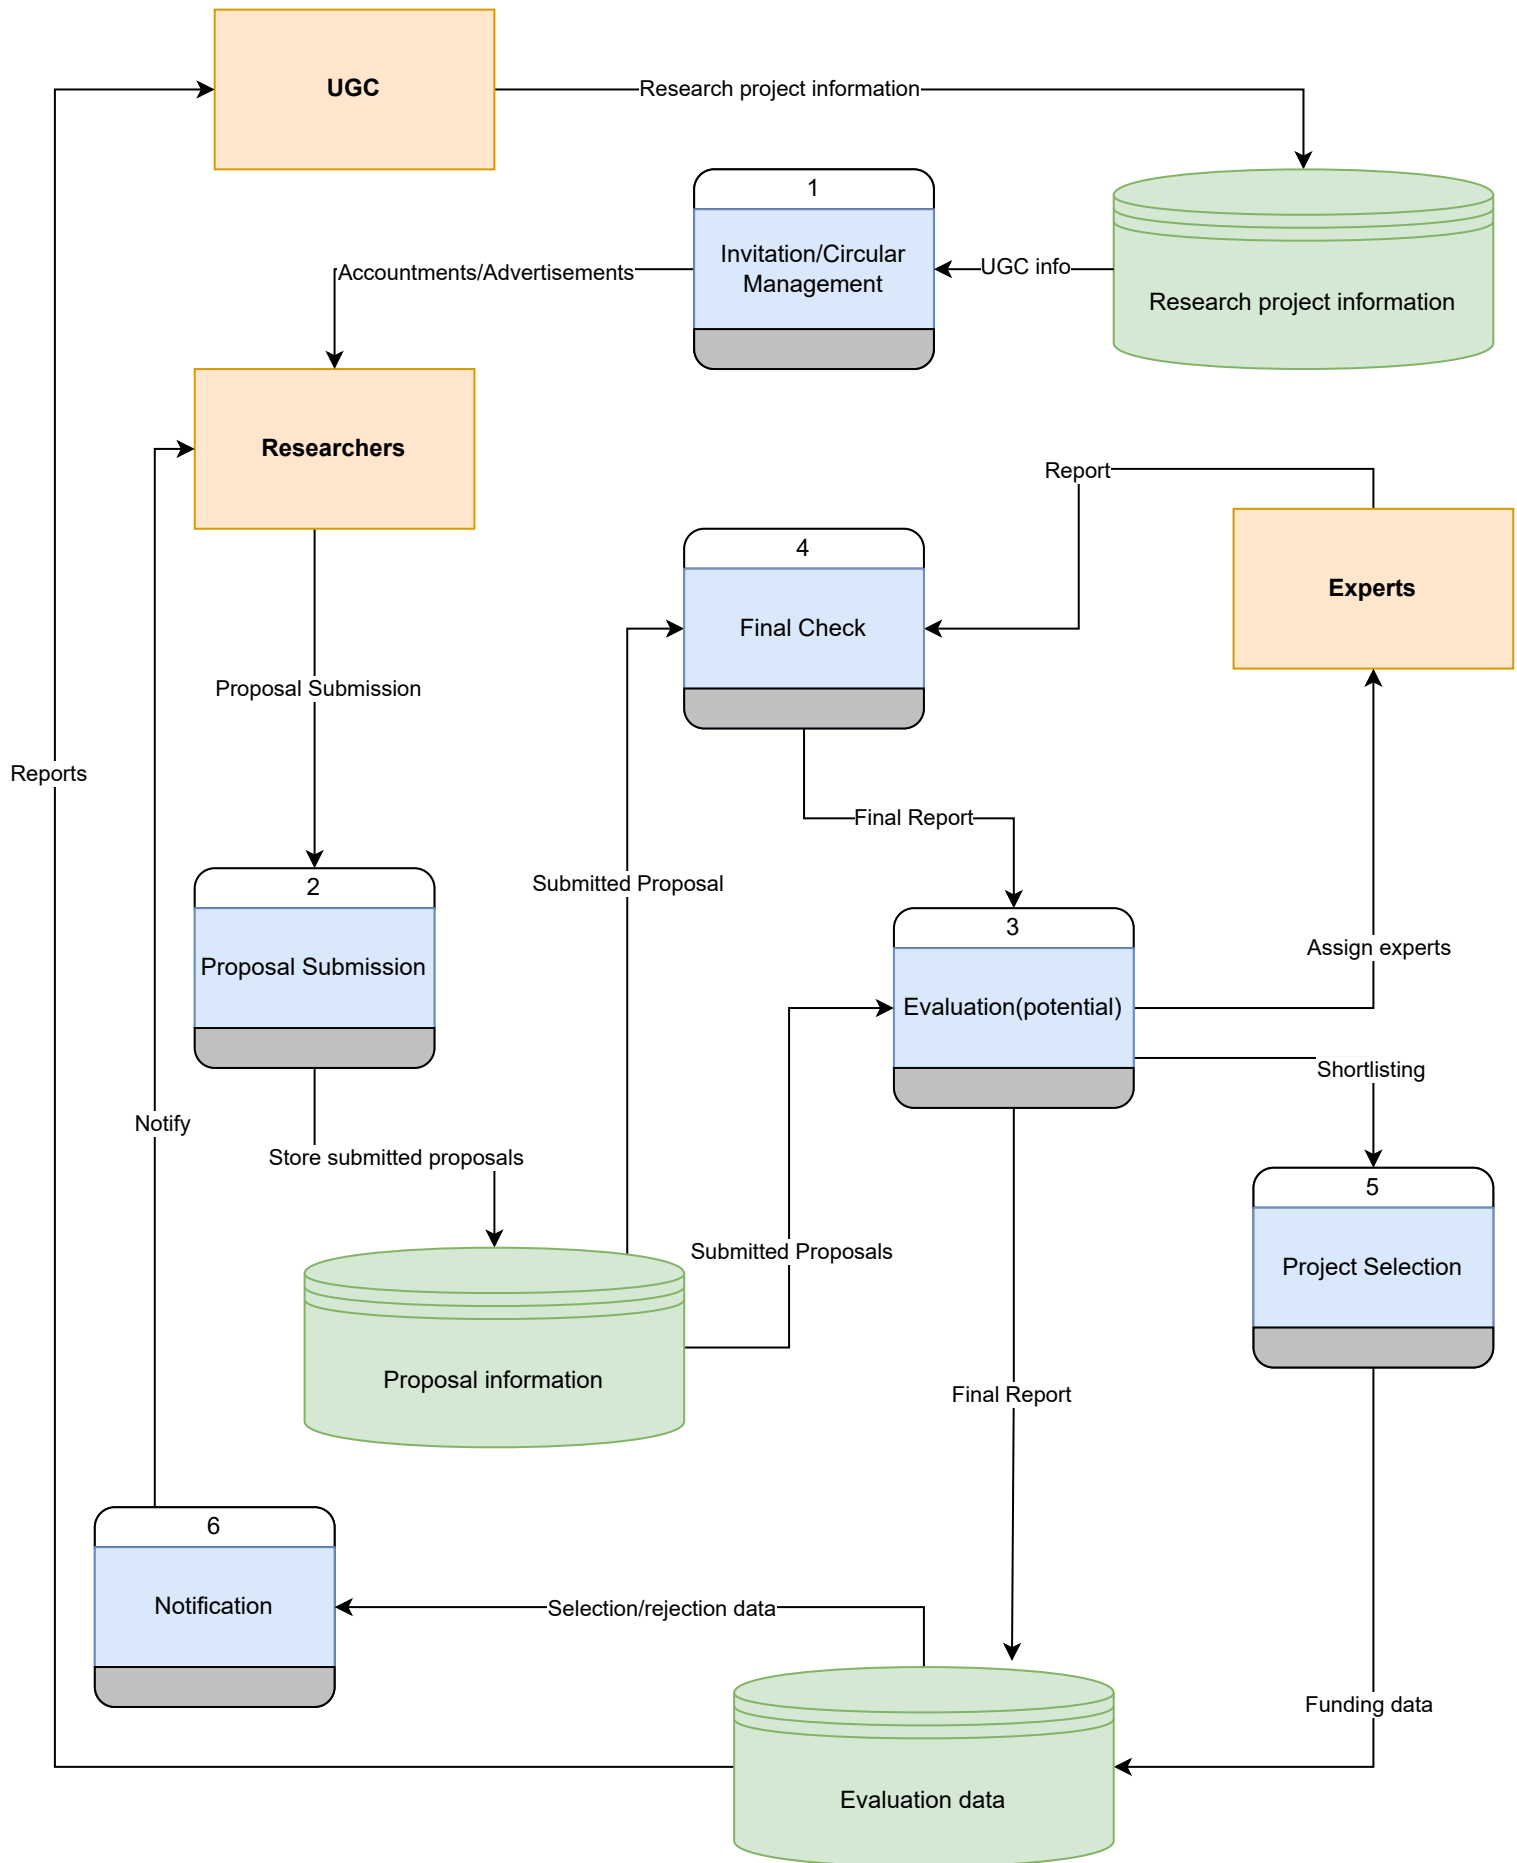 UGC
Research project information
1
Invitation/Circular
Management
UGC info
Research project information
Accountments/Advertisements
Researchers
Report
4
Final Check
Experts
Proposal Submission
Reports
Final Report
2
Proposal Submission
Submitted Proposal
3
Evaluation(potential)
Assign experts
Shortlisting
Notify
Store submitted proposals
5
Project Selection
Submitted Proposals
Proposal information
Final Report
6
Notification
Selection/rejection data
Funding data
Evaluation data